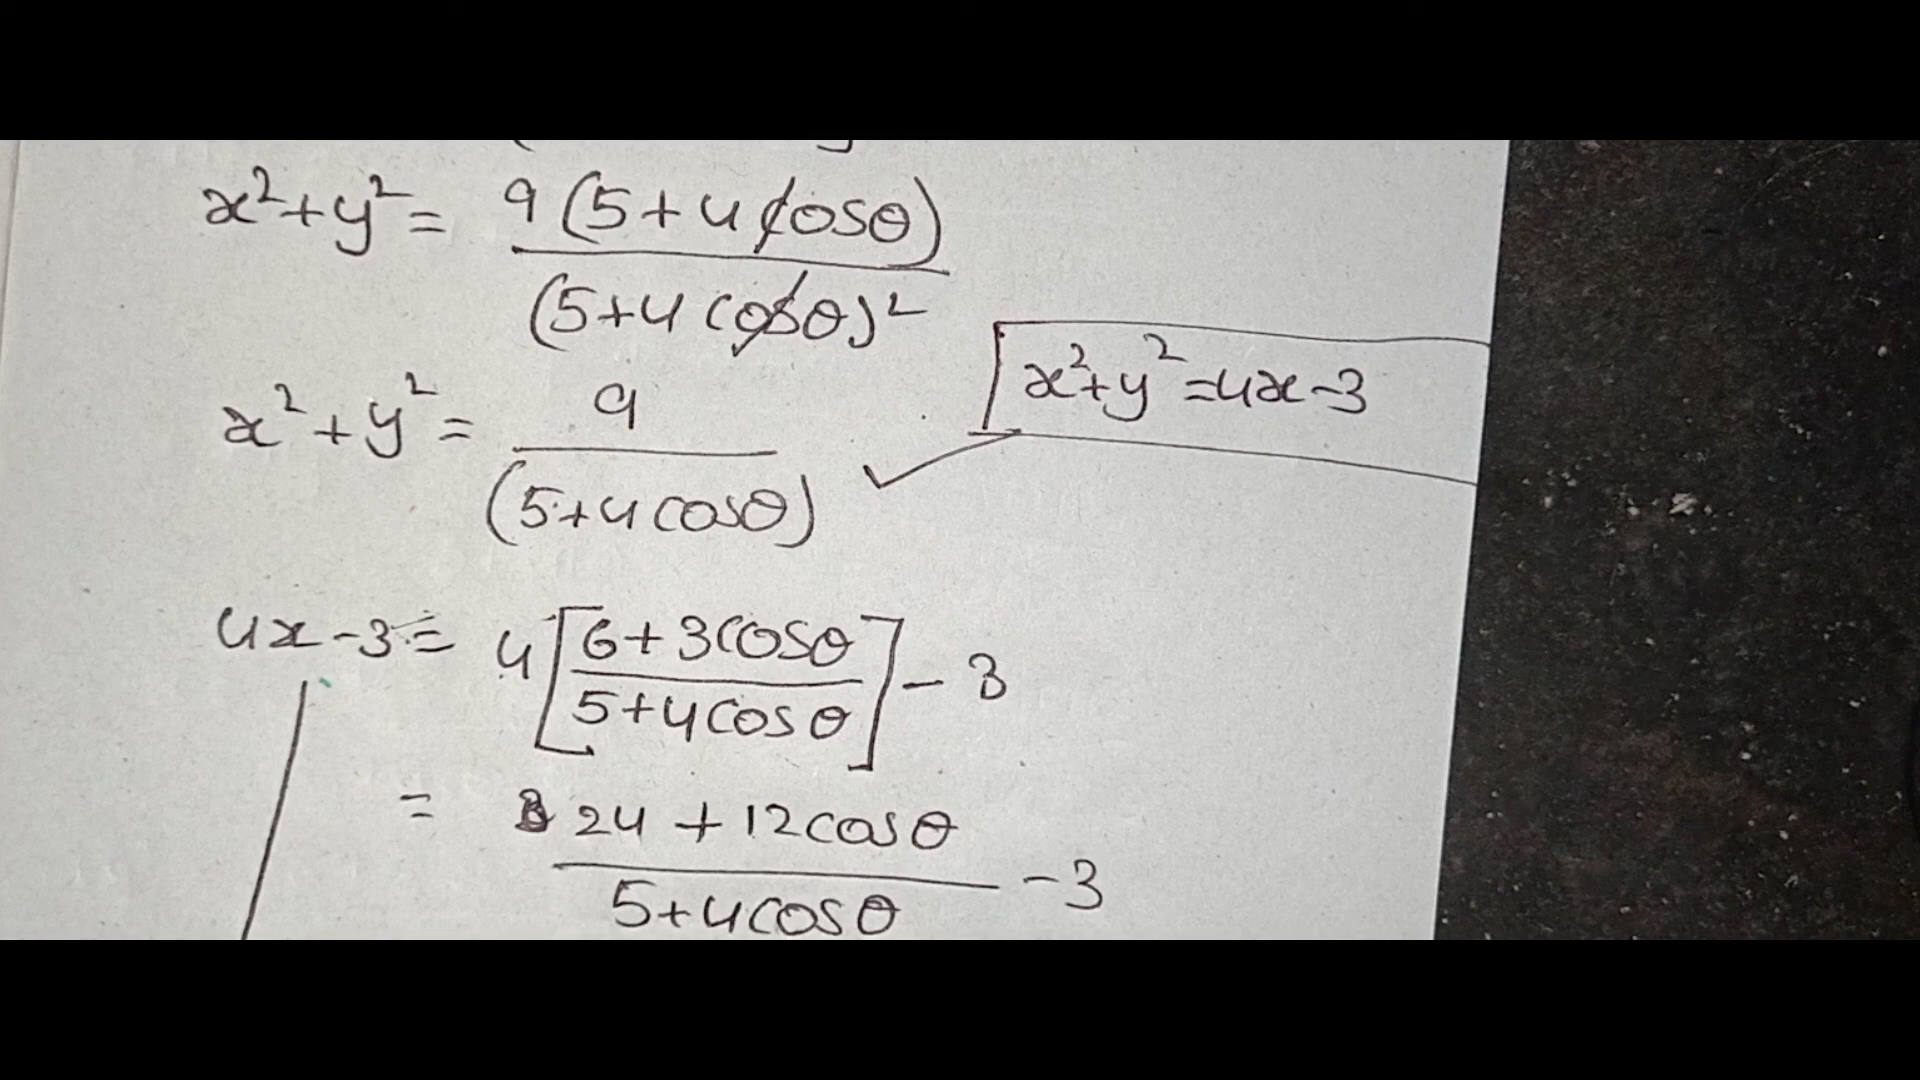 x²+y² = 9(5+4cosθ)
(5+4cosθ)²
x²+y² = 9
(5+4cosθ)
x²+y²=4x-3
4x-3 = 4[6+3cosθ
5+4cosθ] - 3
= 24+12cosθ
5+4cosθ -3